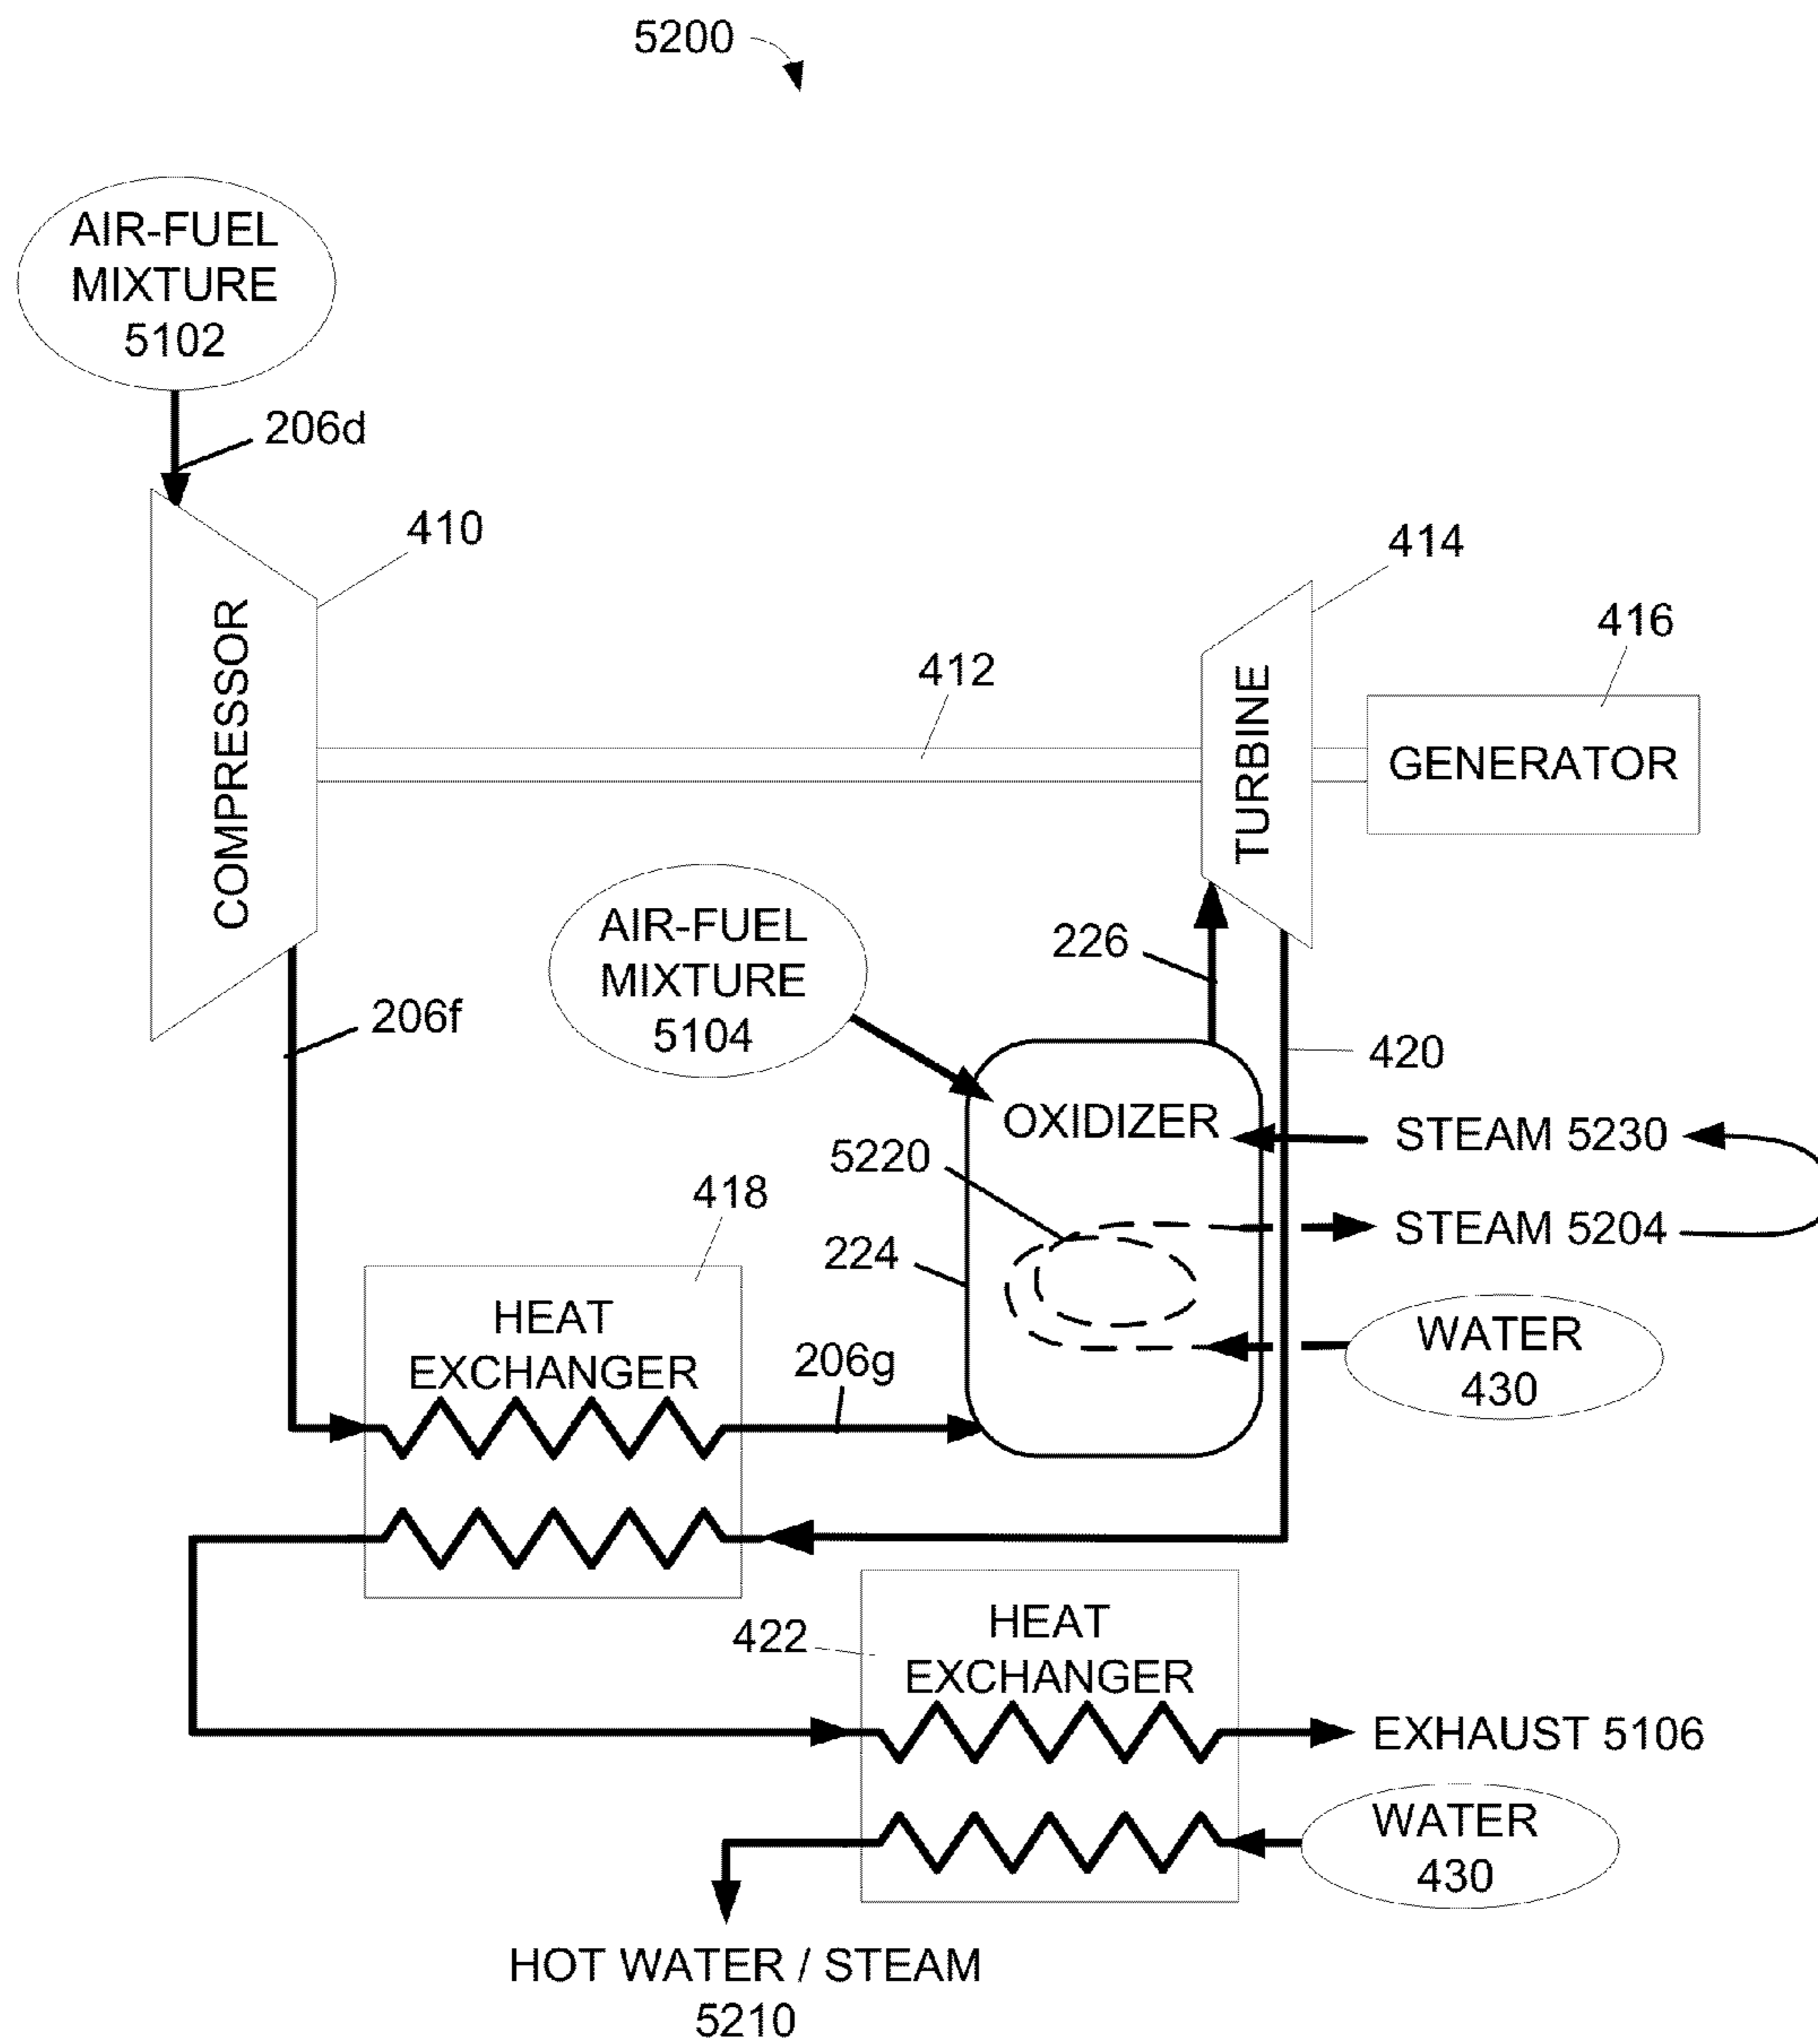 5200
AIR-FUEL
MIXTURE
5102
206d
410
COMPRESSOR
414
416
412
TURBINE
GENERATOR
AIR-FUEL
MIXTURE
5104
226
206f
420
OXIDIZER
STEAM 5230
5220
418
STEAM 5204
224
HEAT
EXCHANGER
WATER
430
206g
422
HEAT
EXCHANGER
EXHAUST 5106
WATER
430
HOT WATER / STEAM
5210